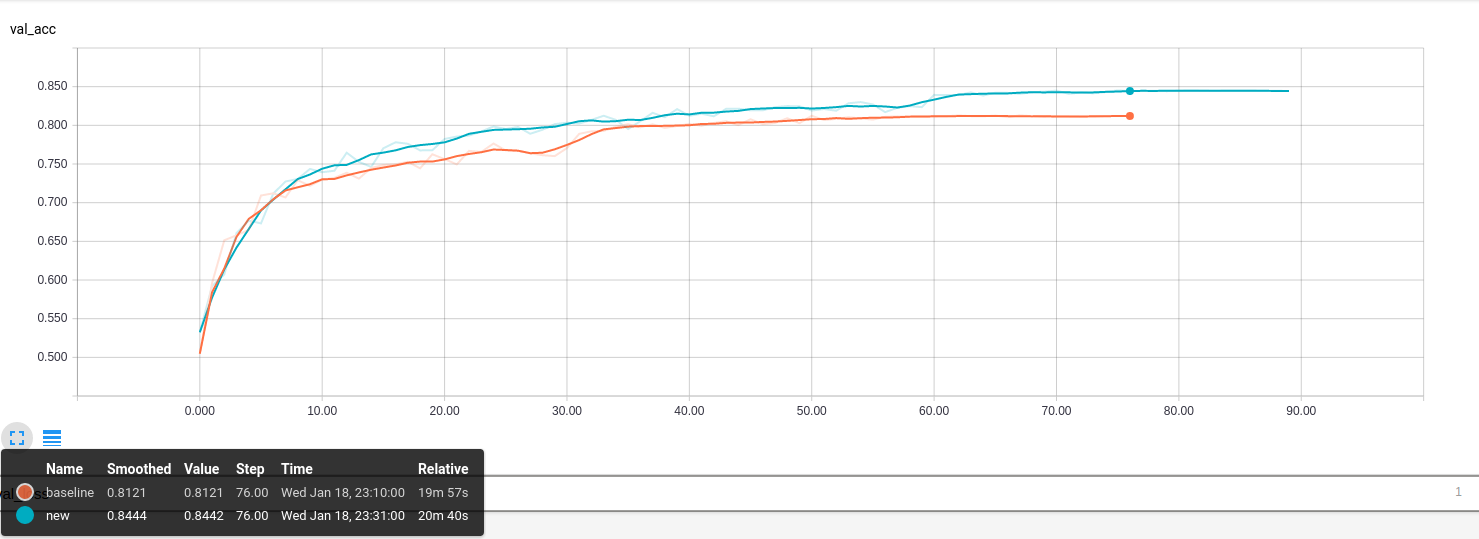 val_acc
0.850
0.800
0.750
0.700
0.650
0.600
0.550
0.500
0.000 10.00 20.00 30.00 40.00 50.00 60.00 70.00 80.00 90.00
Name Smoothed Value Step Time Relative
baseline 0.8121 0.8121 76.00 Wed Jan 18, 23:10:00 19m 57s
1
new 0.8444 0.8442 76.00 Wed Jan 18, 23:31:00 20m 40s